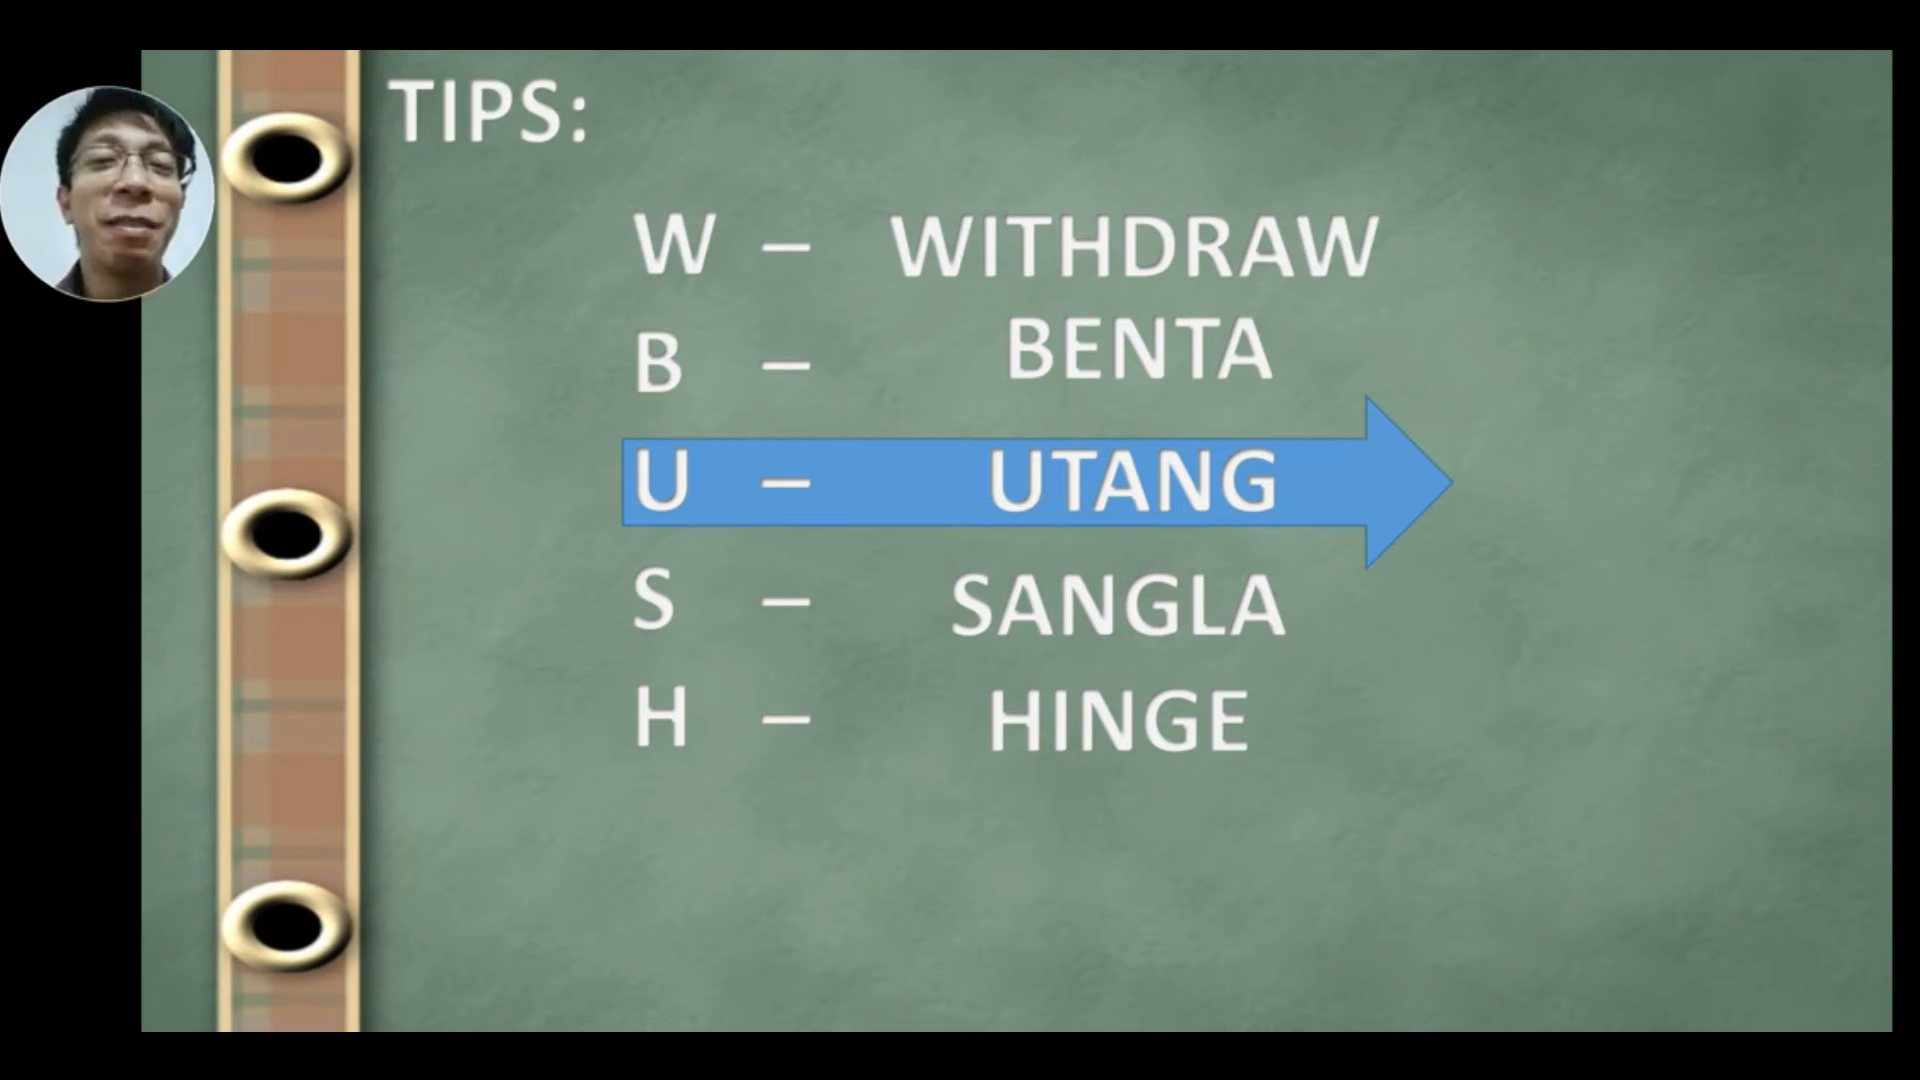 TIPS:
W – WITHDRAW
B – BENTA
U – UTANG
S – SANGLA
H – HINGE